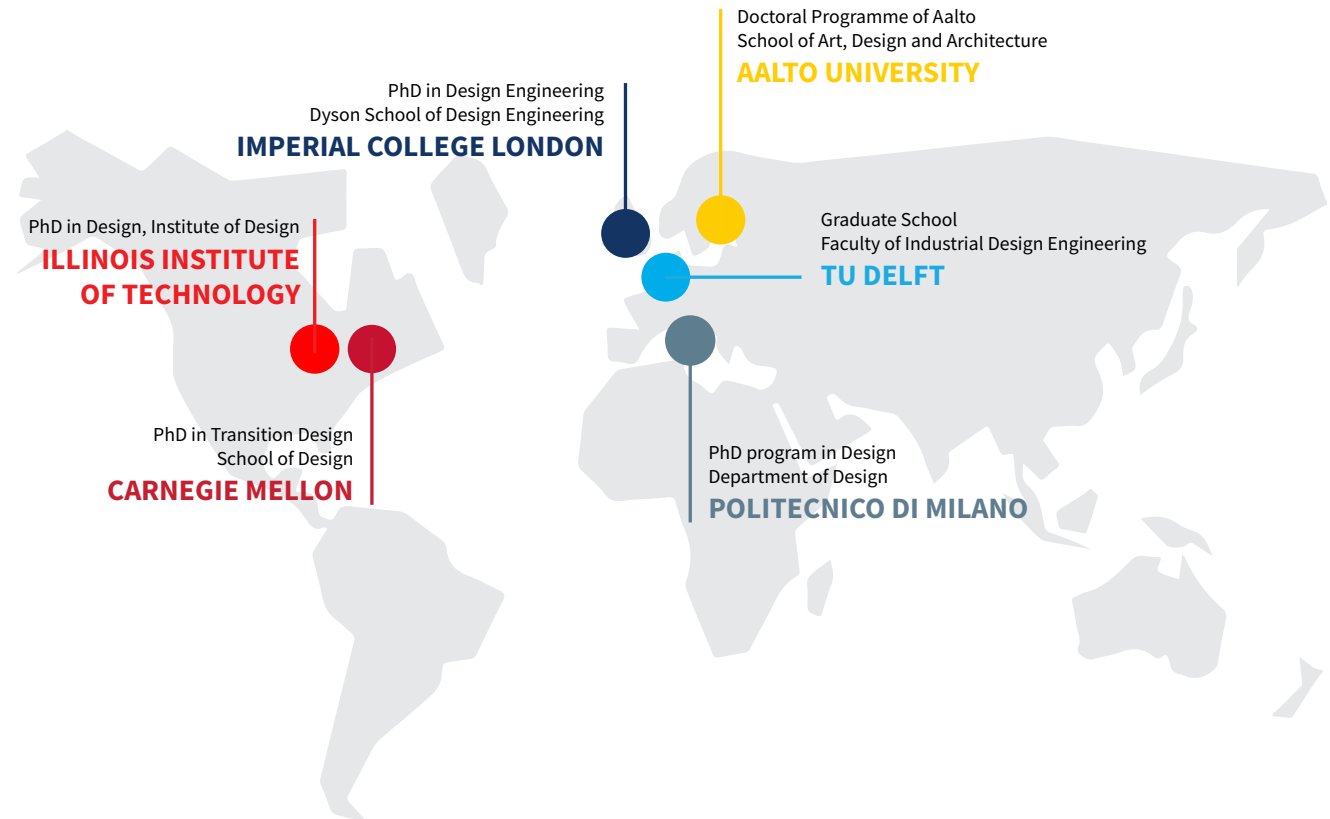 Doctoral Programme of Aalto
School of Art, Design and Architecture
AALTO UNIVERSITY
PhD in Design Engineering
Dyson School of Design Engineering
IMPERIAL COLLEGE LONDON
PhD in Design, Institute of Design
ILLINOIS INSTITUTE
OF TECHNOLOGY
Graduate School
Faculty of Industrial Design Engineering
TU DELFT
PhD in Transition Design
School of Design
CARNEGIE MELLON
PhD program in Design
Department of Design
POLITECNICO DI MILANO